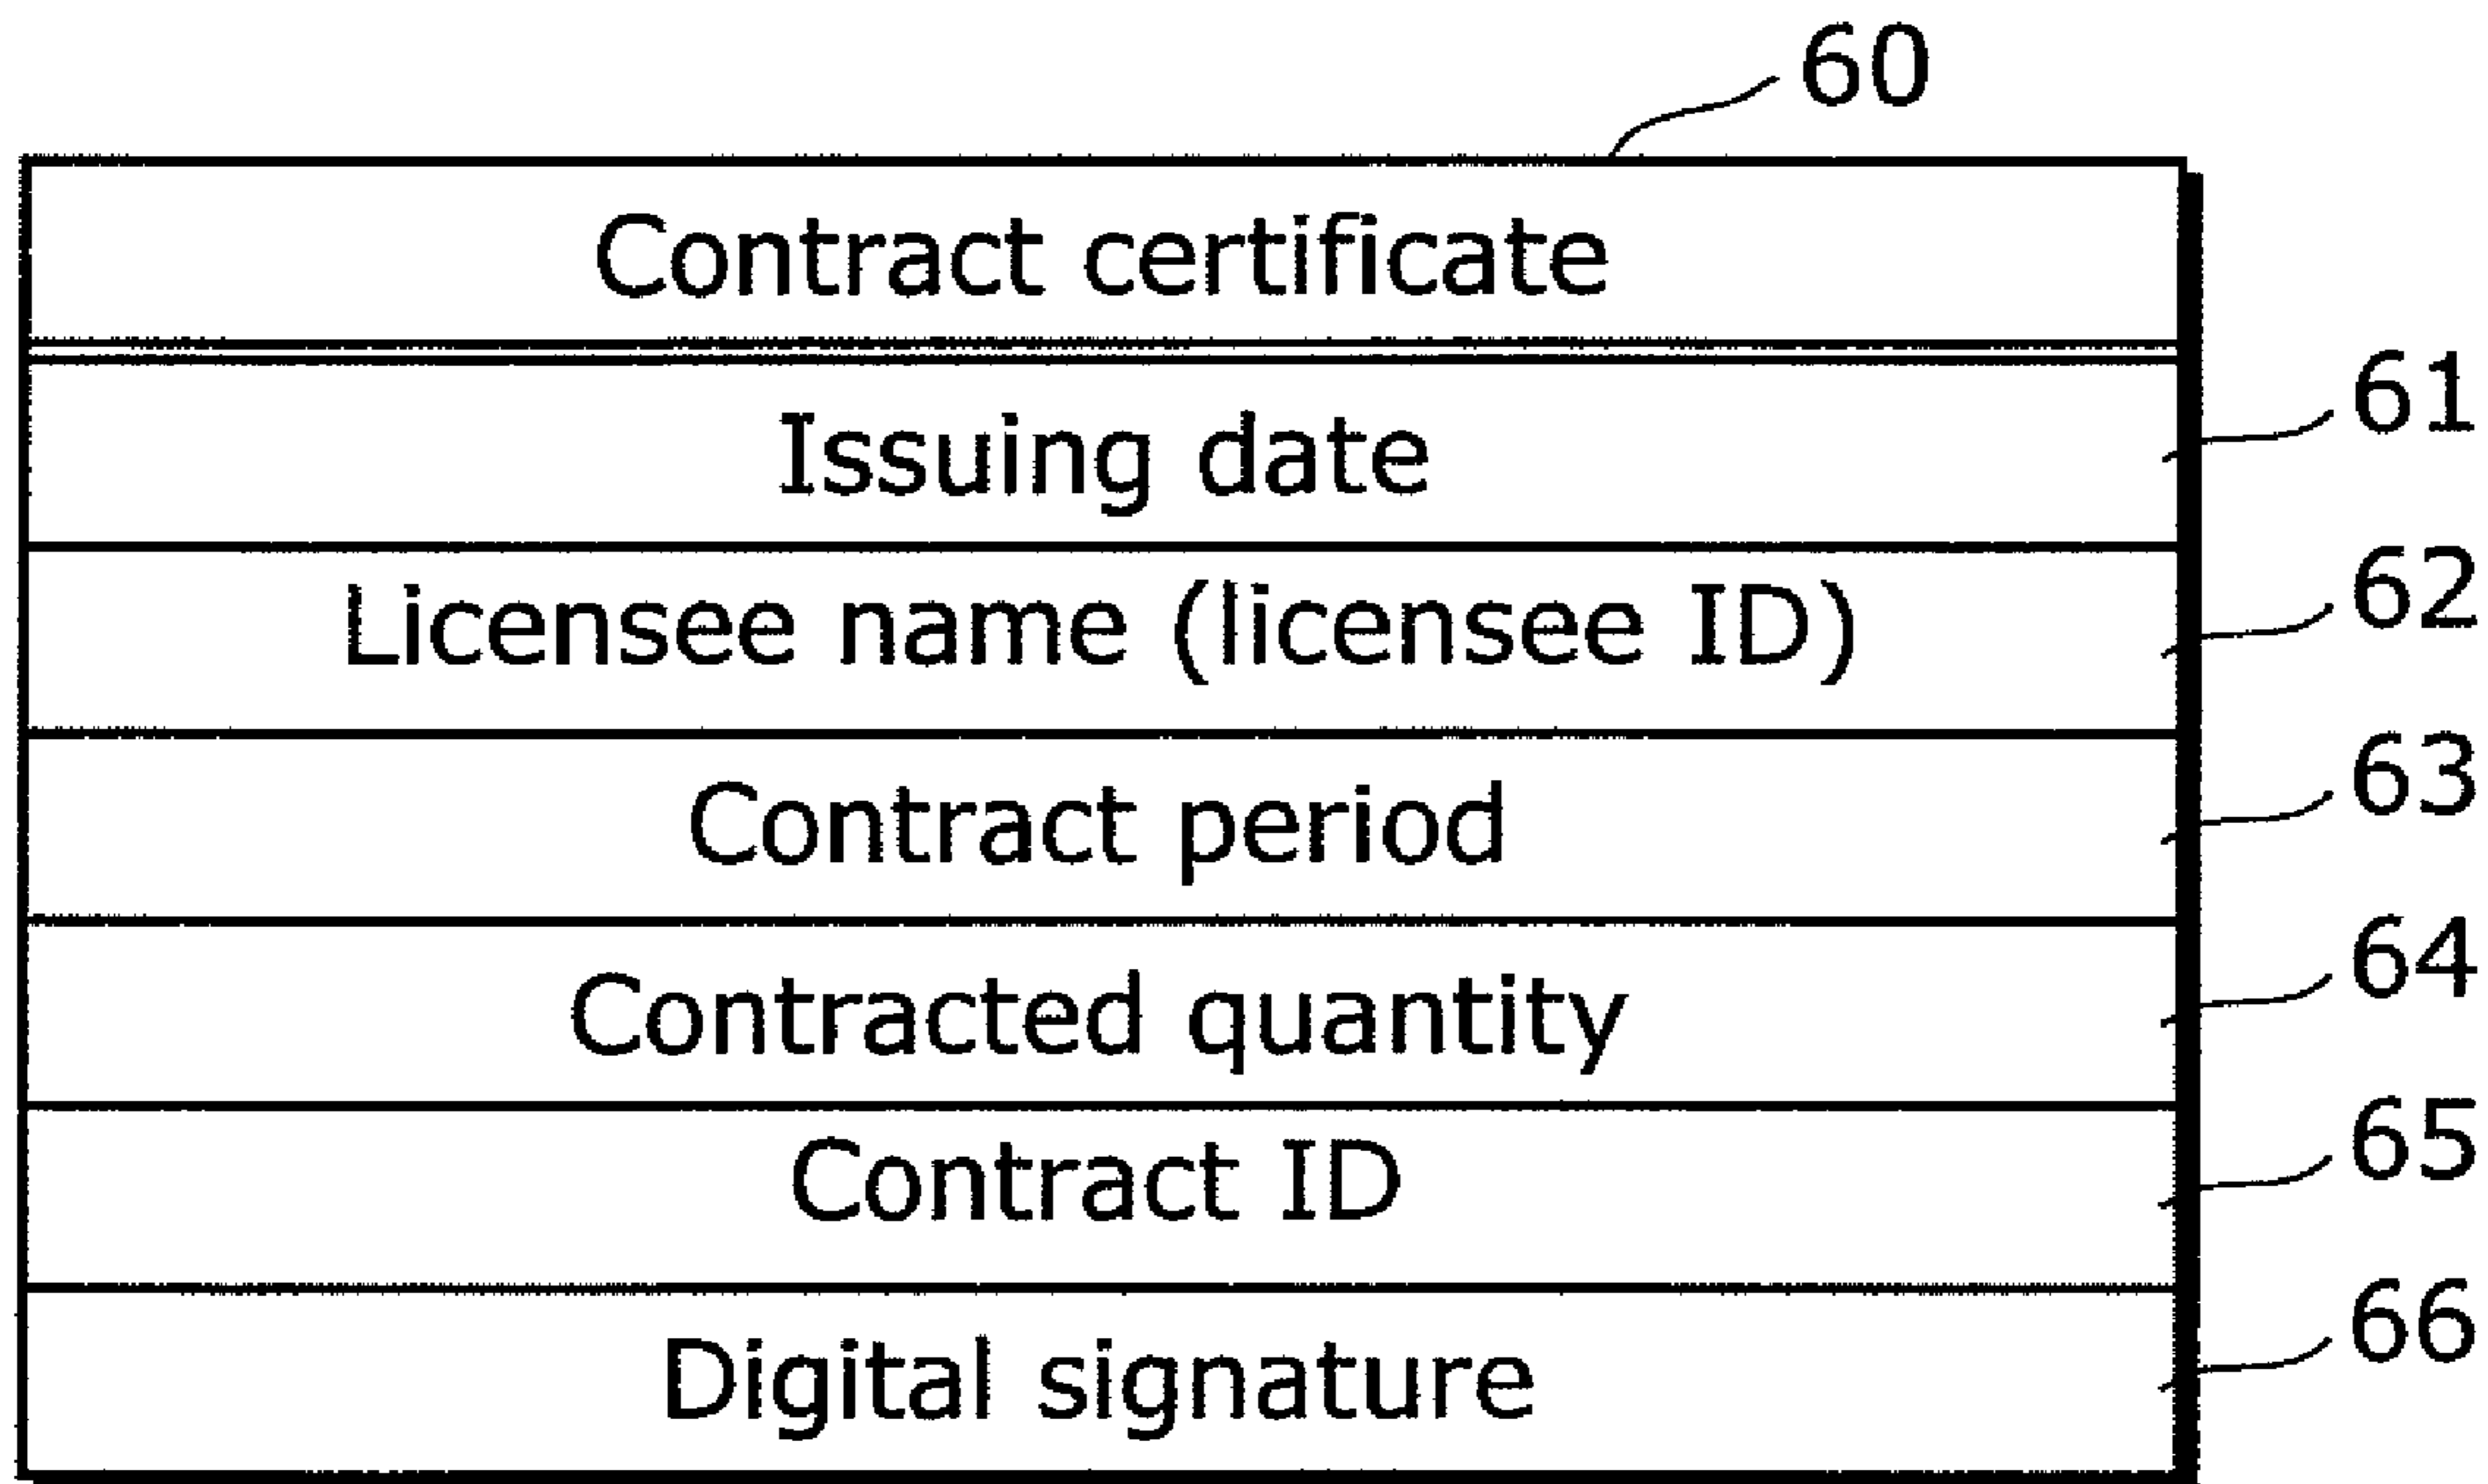 60
Contract certificate
Issuing date 61
Licensee name (licensee ID) 62
Contract period 63
Contracted quantity 64
Contract ID 65
Digital signature 66